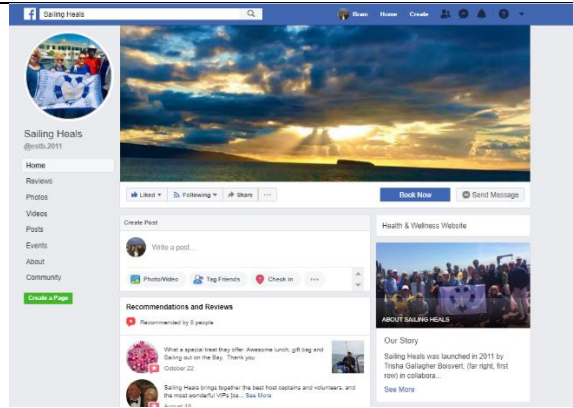 Sailing Heals
Bram Home Create
Sailing Heals
Home
Reviews
Photos
Videos
Posts
Events
About
Community
Create a Page
Liked Following Share
Book Now Send Message
Create Post
Write a post...
Photo/Video Tag Friends Check in
Recommendations and Reviews
Recommended by 6 people
What a special treat they offer. Awesome lunch, gift bag and
Sailing out on the Bay. Thank you
October 22
Sailing Heals brings together the best host captains and volunteers, and
the most wonderful VIPs [ca... See More
August 16
Health & Wellness Website
ABOUT SAILING HEALS
Our Story
Sailing Heals was launched in 2011 by
Trisha Gallagher Boisvert, (far right, first
row) in collabora...
See More